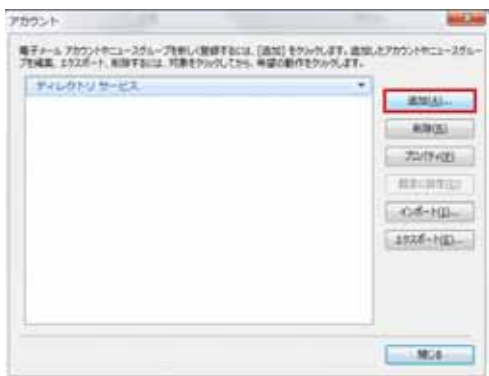 アカウント
電子メール アカウントやニュースグループを新しく登録するには、[追加] をクリックします。追加したアカウントやニュースグルー
プを編集、エクスポート、削除するには、対象をクリックしてから、希望の動作をクリックします。
ディレクトリ サービス
追加(A)...
削除(R)
プロパティ(P)
既定に設定(D)
インポート(I)...
エクスポート(E)...
閉じる